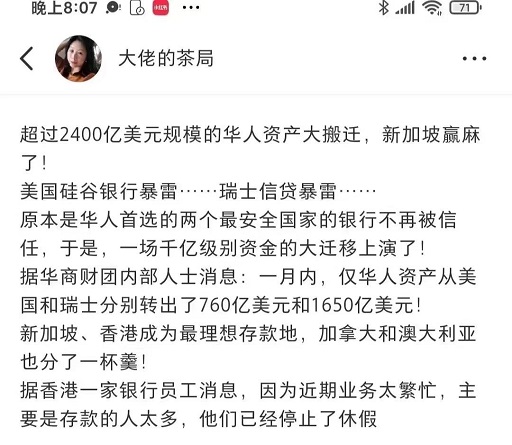 晚上8:07
小红书
71
大佬的茶局
超过2400亿美元规模的华人资产大搬迁，新加坡赢麻
了！
美国硅谷银行暴雷……瑞士信贷暴雷……
原本是华人首选的两个最安全国家的银行不再被信
任，于是，一场千亿级别资金的大迁移上演了！
据华商财团内部人士消息：一月内，仅华人资产从美
国和瑞士分别转出了760亿美元和1650亿美元！
新加坡、香港成为最理想存款地，加拿大和澳大利亚
也分了一杯羹！
据香港一家银行员工消息，因为近期业务太繁忙，主
要是存款的人太多，他们已经停止了休假